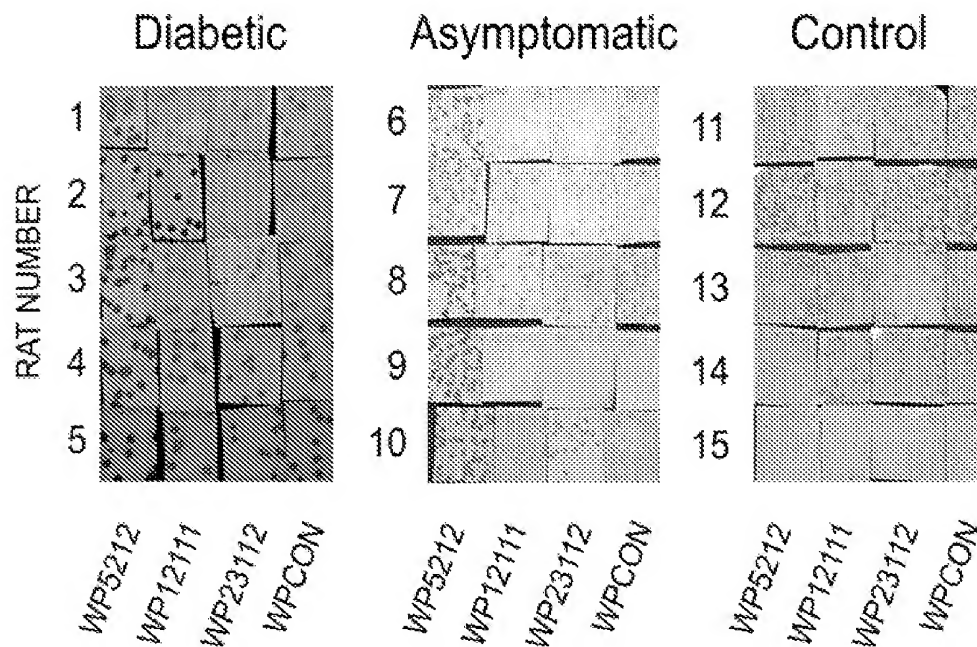 Diabetic Asymptomatic Control
RAT NUMBER
1 6 11
2 7 12
3 8 13
4 9 14
5 10 15
WP5212 WP12111 WP23112 WPCON WP5212 WP12111 WP23112 WPCON WP5212 WP12111 WP23112 WPCON